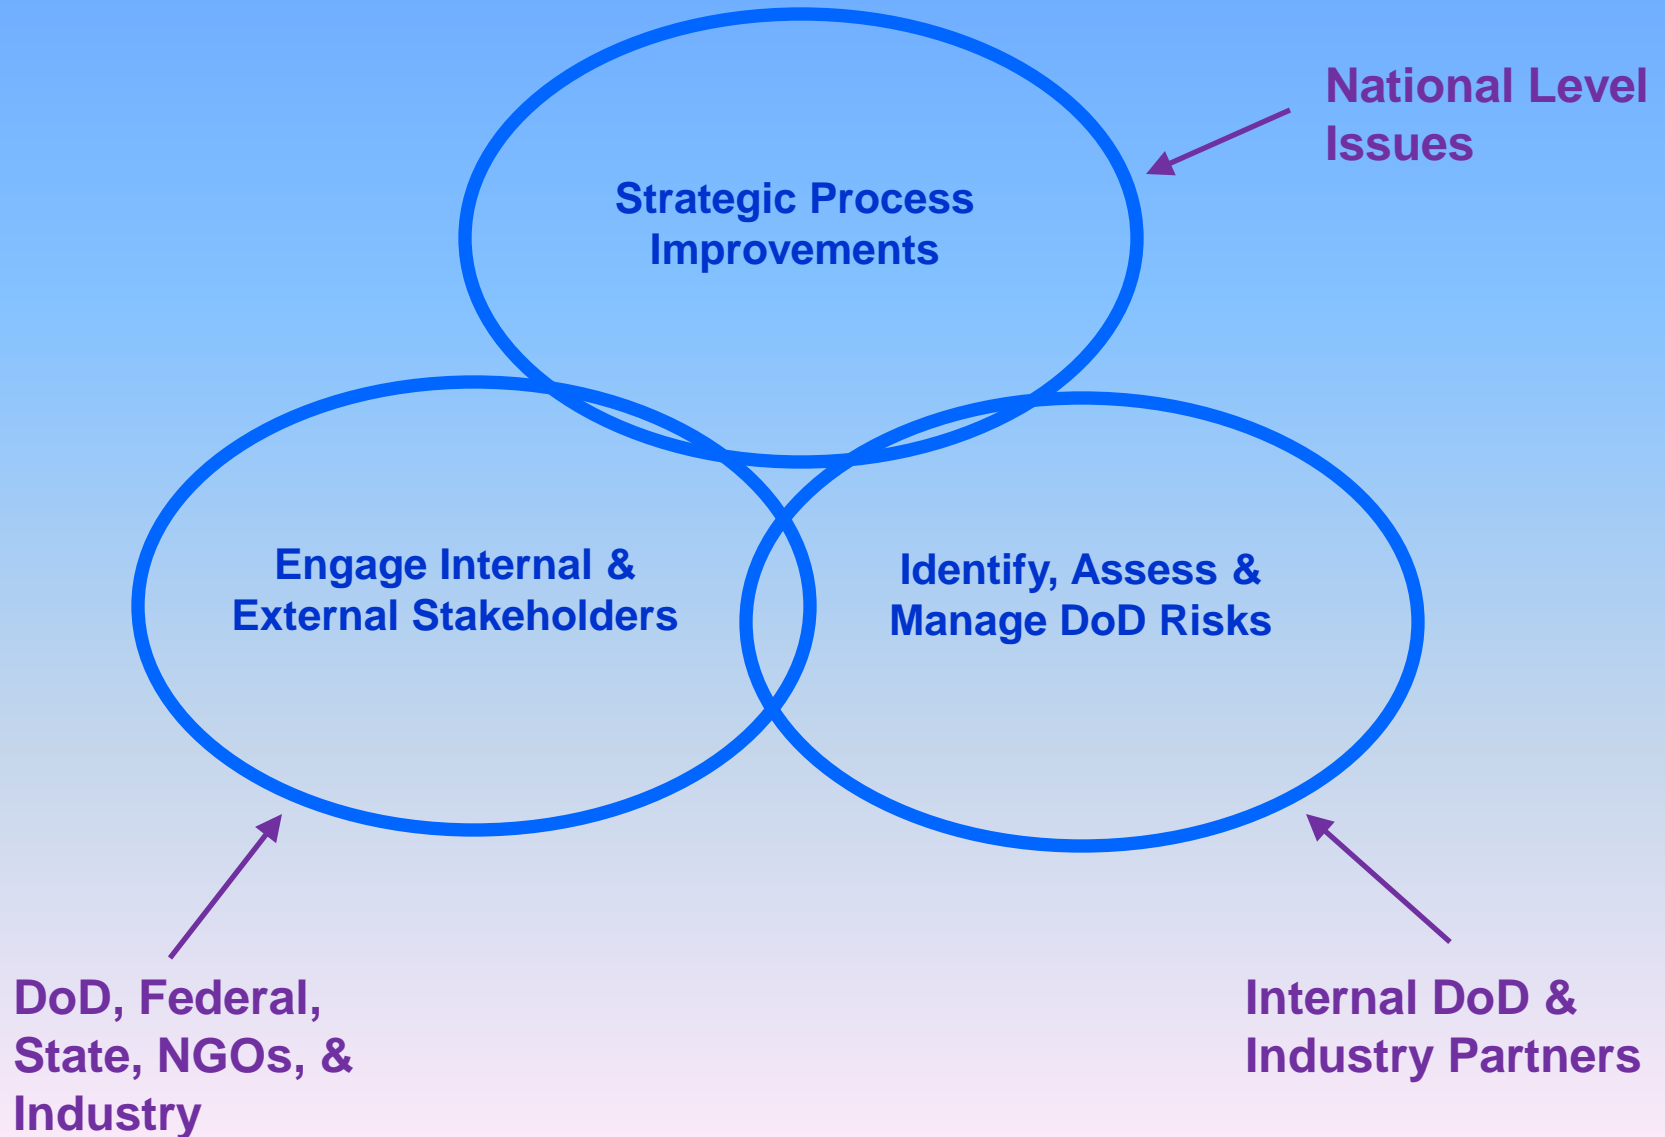 National Level
Issues
Strategic Process
Improvements
Engage Internal &
External Stakeholders
Identify, Assess &
Manage DoD Risks
DoD, Federal,
State, NGOs, &
Industry
Internal DoD &
Industry Partners